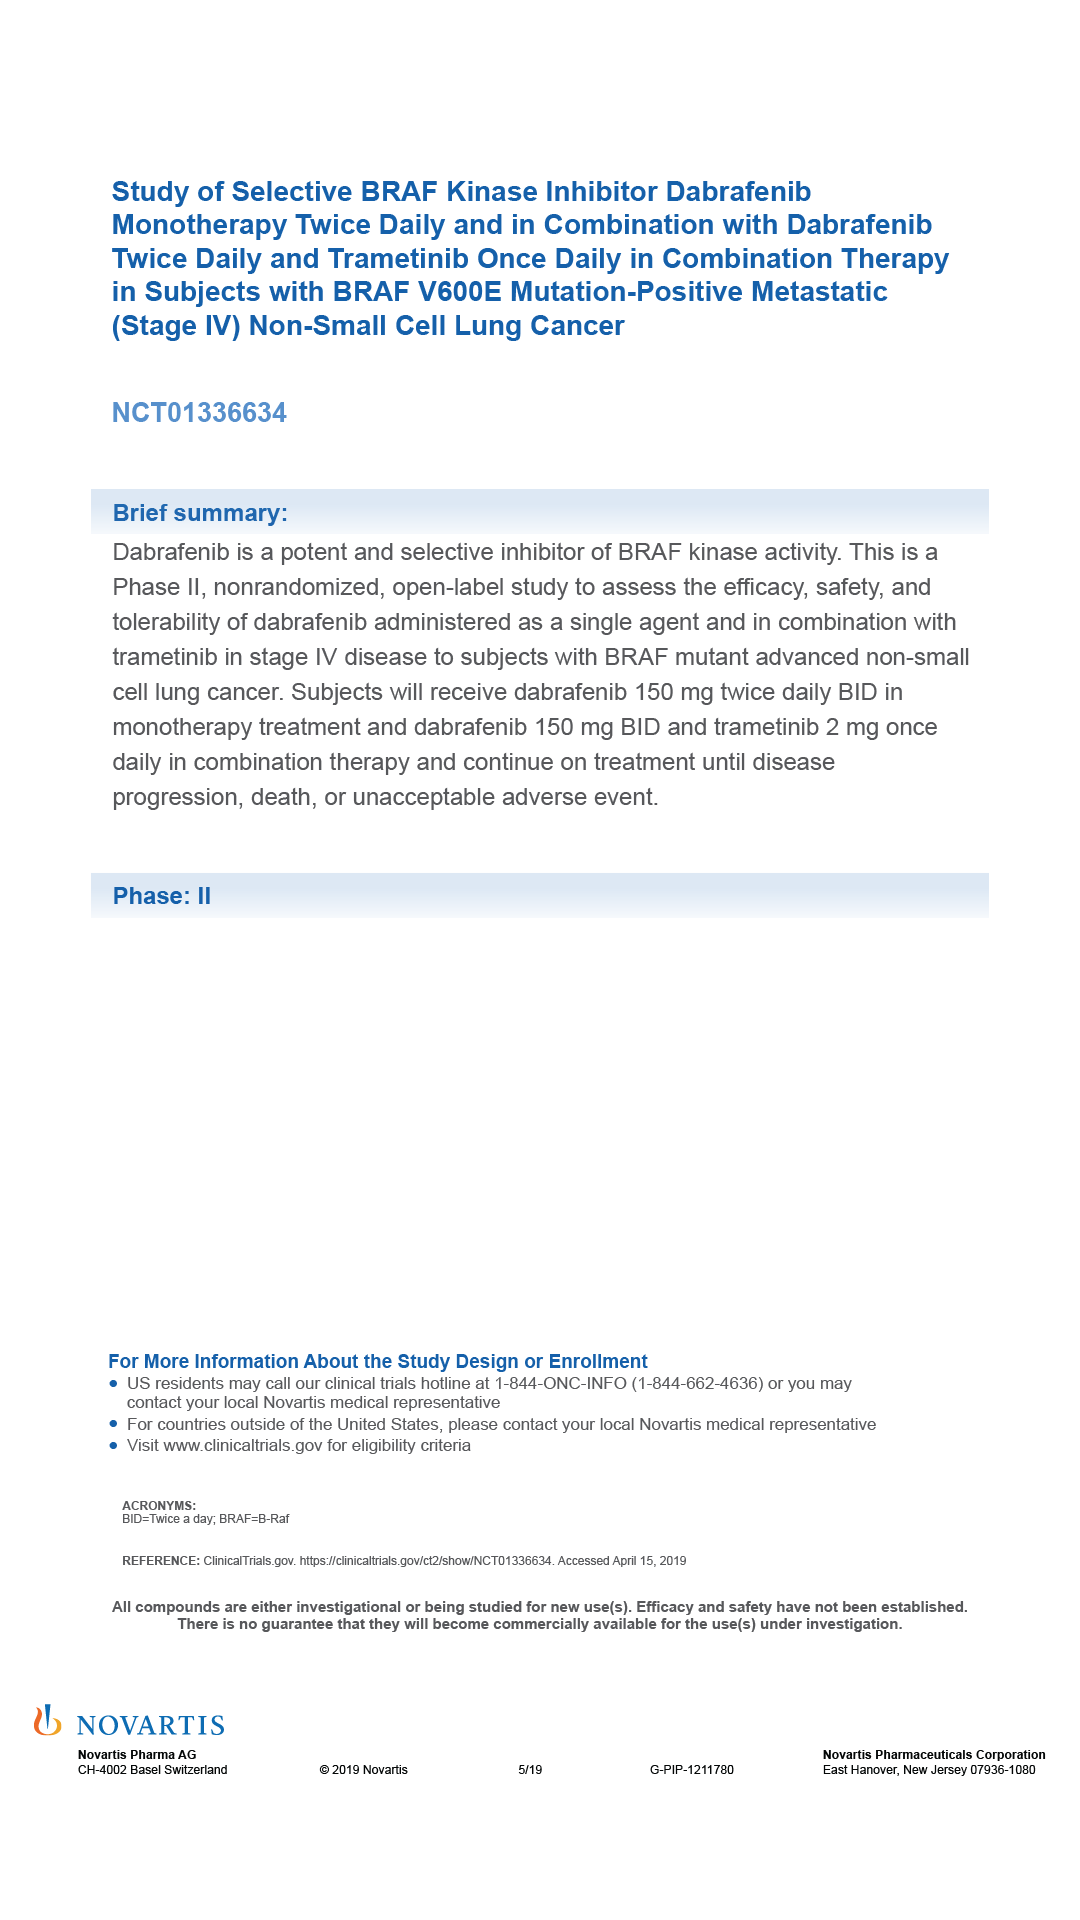 Study of Selective BRAF Kinase Inhibitor Dabrafenib
Monotherapy Twice Daily and in Combination with Dabrafenib
Twice Daily and Trametinib Once Daily in Combination Therapy
in Subjects with BRAF V600E Mutation-Positive Metastatic
(Stage IV) Non-Small Cell Lung Cancer
NCT01336634
Brief summary:
Dabrafenib is a potent and selective inhibitor of BRAF kinase activity. This is a
Phase II, nonrandomized, open-label study to assess the efficacy, safety, and
tolerability of dabrafenib administered as a single agent and in combination with
trametinib in stage IV disease to subjects with BRAF mutant advanced non-small
cell lung cancer. Subjects will receive dabrafenib 150 mg twice daily BID in
monotherapy treatment and dabrafenib 150 mg BID and trametinib 2 mg once
daily in combination therapy and continue on treatment until disease
progression, death, or unacceptable adverse event.
Phase: II
For More Information About the Study Design or Enrollment
• US residents may call our clinical trials hotline at 1-844-ONC-INFO (1-844-662-4636) or you may
contact your local Novartis medical representative
• For countries outside of the United States, please contact your local Novartis medical representative
• Visit www.clinicaltrials.gov for eligibility criteria
ACRONYMS:
BID=Twice a day; BRAF=B-Raf
REFERENCE: ClinicalTrials.gov. https://clinicaltrials.gov/ct2/show/NCT01336634. Accessed April 15, 2019
All compounds are either investigational or being studied for new use(s). Efficacy and safety have not been established.
There is no guarantee that they will become commercially available for the use(s) under investigation.
NOVARTIS
Novartis Pharma AG
CH-4002 Basel Switzerland
© 2019 Novartis
5/19
G-PIP-1211780
Novartis Pharmaceuticals Corporation
East Hanover, New Jersey 07936-1080